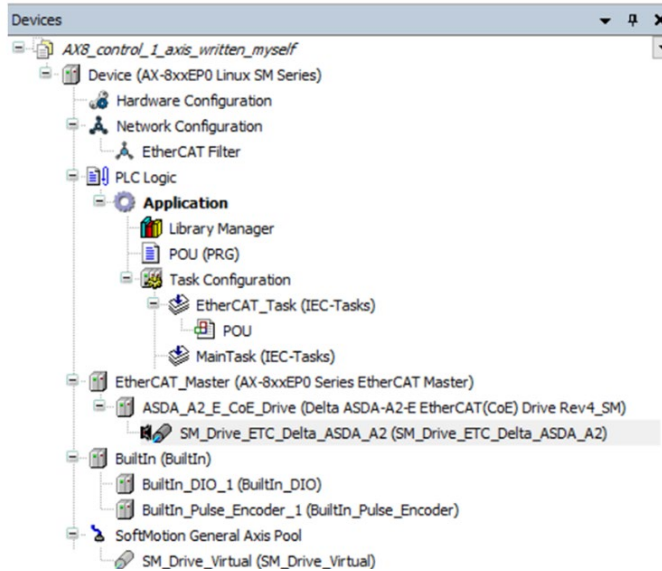 Devices
AX8_control_1_axis_written_myself
Device (AX-8xxEP0 Linux SM Series)
Hardware Configuration
Network Configuration
EtherCAT Filter
PLC Logic
Application
Library Manager
POU (PRG)
Task Configuration
EtherCAT_Task (IEC-Tasks)
POU
MainTask (IEC-Tasks)
EtherCAT_Master (AX-8xxEP0 Series EtherCAT Master)
ASDA_A2_E_CoE_Drive (Delta ASDA-A2-E EtherCAT(CoE) Drive Rev4_SM)
SM_Drive_ETC_Delta_ASDA_A2 (SM_Drive_ETC_Delta_ASDA_A2)
BuiltIn (BuiltIn)
BuiltIn_DIO_1 (BuiltIn_DIO)
BuiltIn_Pulse_Encoder_1 (BuiltIn_Pulse_Encoder)
SoftMotion General Axis Pool
SM_Drive_Virtual (SM_Drive_Virtual)